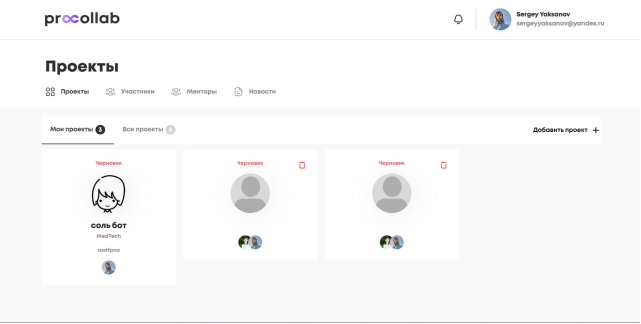 procollab
Sergey Yaksanov
sergeyyaksanov@yandex.ru
Проекты
Проекты
Участники
Менторы
Новости
Мои проекты 3
Все проекты 6
Добавить проект +
Черновик
соль бот
MedTech
asdfpno
Черновик
Черновик